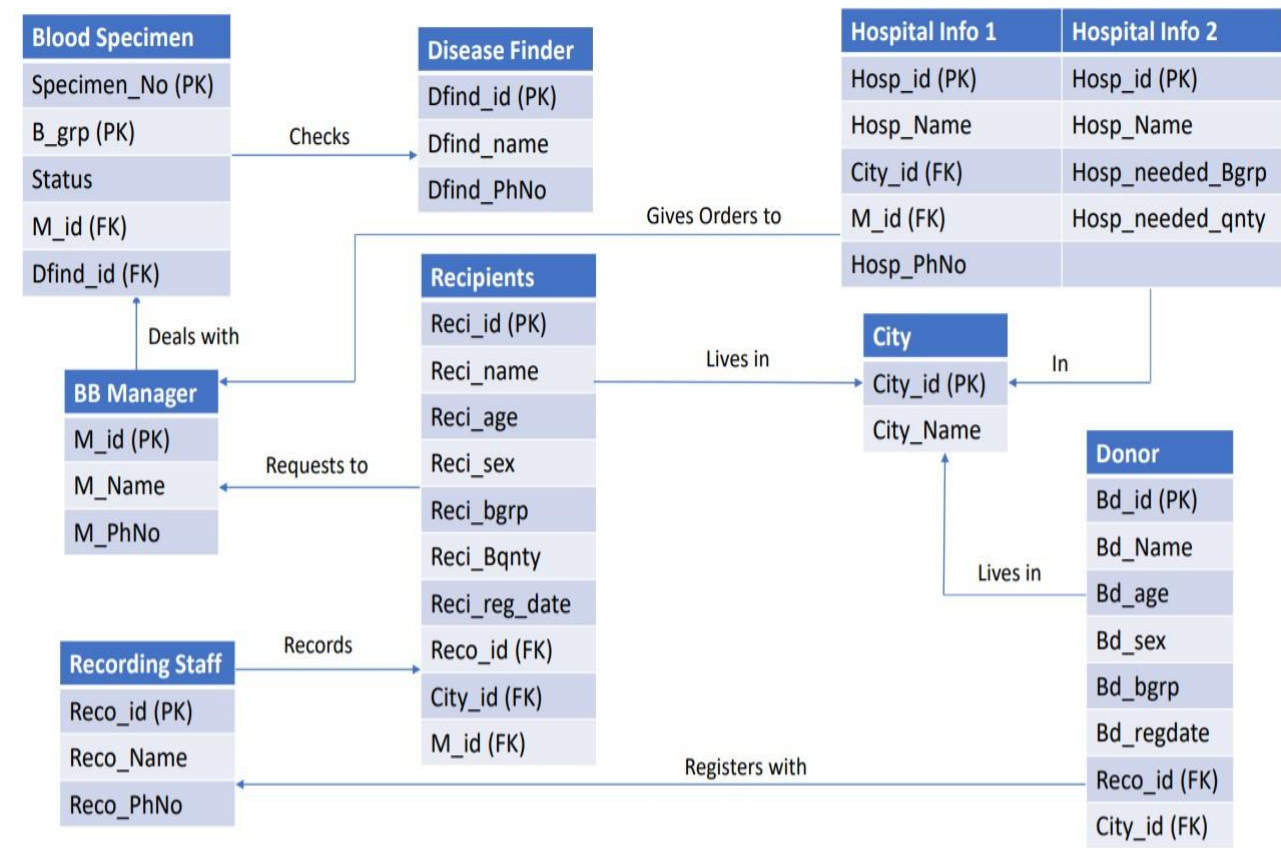 Blood Specimen
Specimen_No (PK)
B_grp (PK)
Status
M_id (FK)
Dfind_id (FK)
Checks
Disease Finder
Dfind_id (PK)
Dfind_name
Dfind_PhNo
Hospital Info 1
Hosp_id (PK)
Hosp_Name
City_id (FK)
M_id (FK)
Hosp_PhNo
Hospital Info 2
Hosp_id (PK)
Hosp_Name
Hosp_needed_Bgrp
Hosp_needed_qnty
Gives Orders to
Deals with
BB Manager
M_id (PK)
M_Name
M_PhNo
Requests to
Recipients
Reci_id (PK)
Reci_name
Reci_age
Reci_sex
Reci_bgrp
Reci_Bqnty
Reci_reg_date
Reco_id (FK)
City_id (FK)
M_id (FK)
Lives in
City
City_id (PK)
City_Name
In
Lives in
Donor
Bd_id (PK)
Bd_Name
Bd_age
Bd_sex
Bd_bgrp
Bd_regdate
Reco_id (FK)
City_id (FK)
Records
Recording Staff
Reco_id (PK)
Reco_Name
Reco_PhNo
Registers with